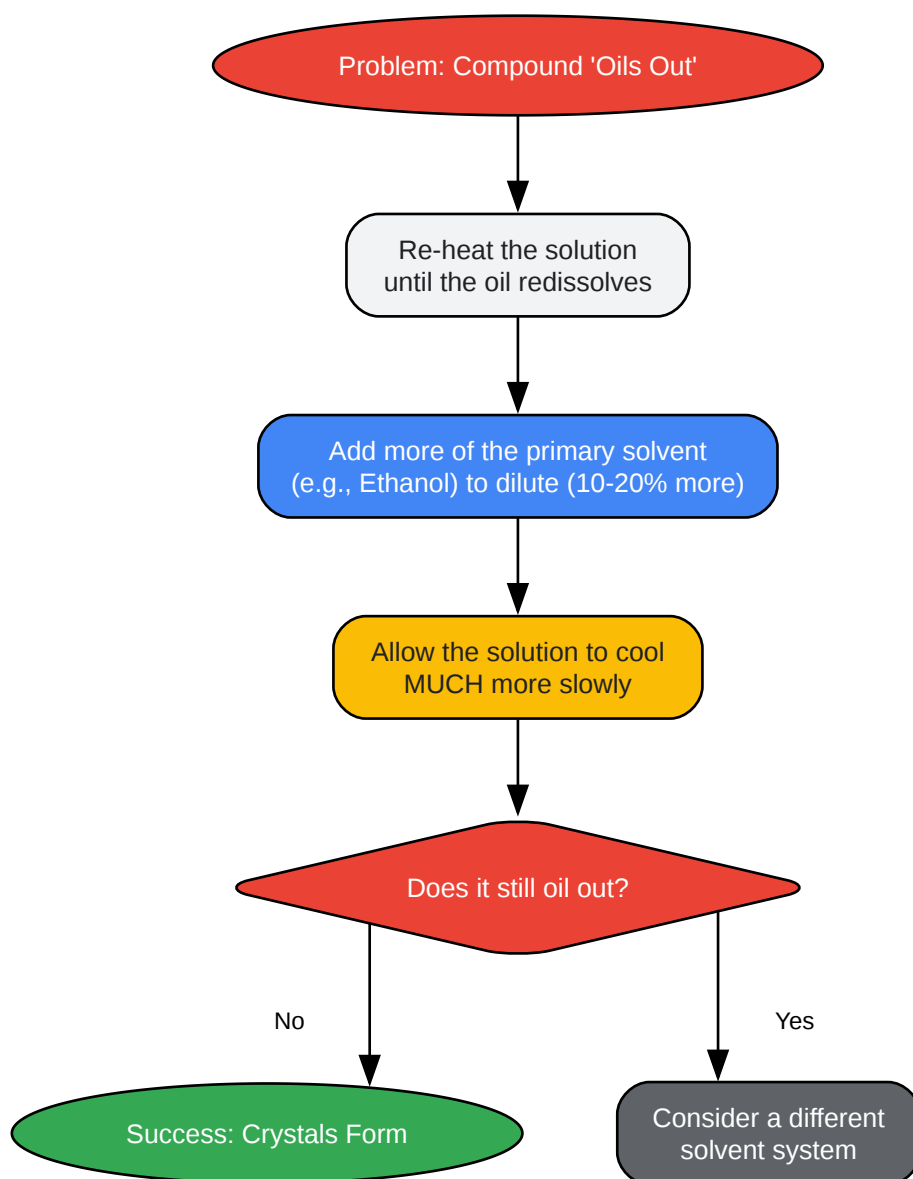 Problem: Compound 'Oils Out'
Re-heat the solution
until the oil redissolves
Add more of the primary solvent
(e.g., Ethanol) to dilute (10-20% more)
Allow the solution to cool
MUCH more slowly
Does it still oil out?
No
Yes
Success: Crystals Form
Consider a different
solvent system